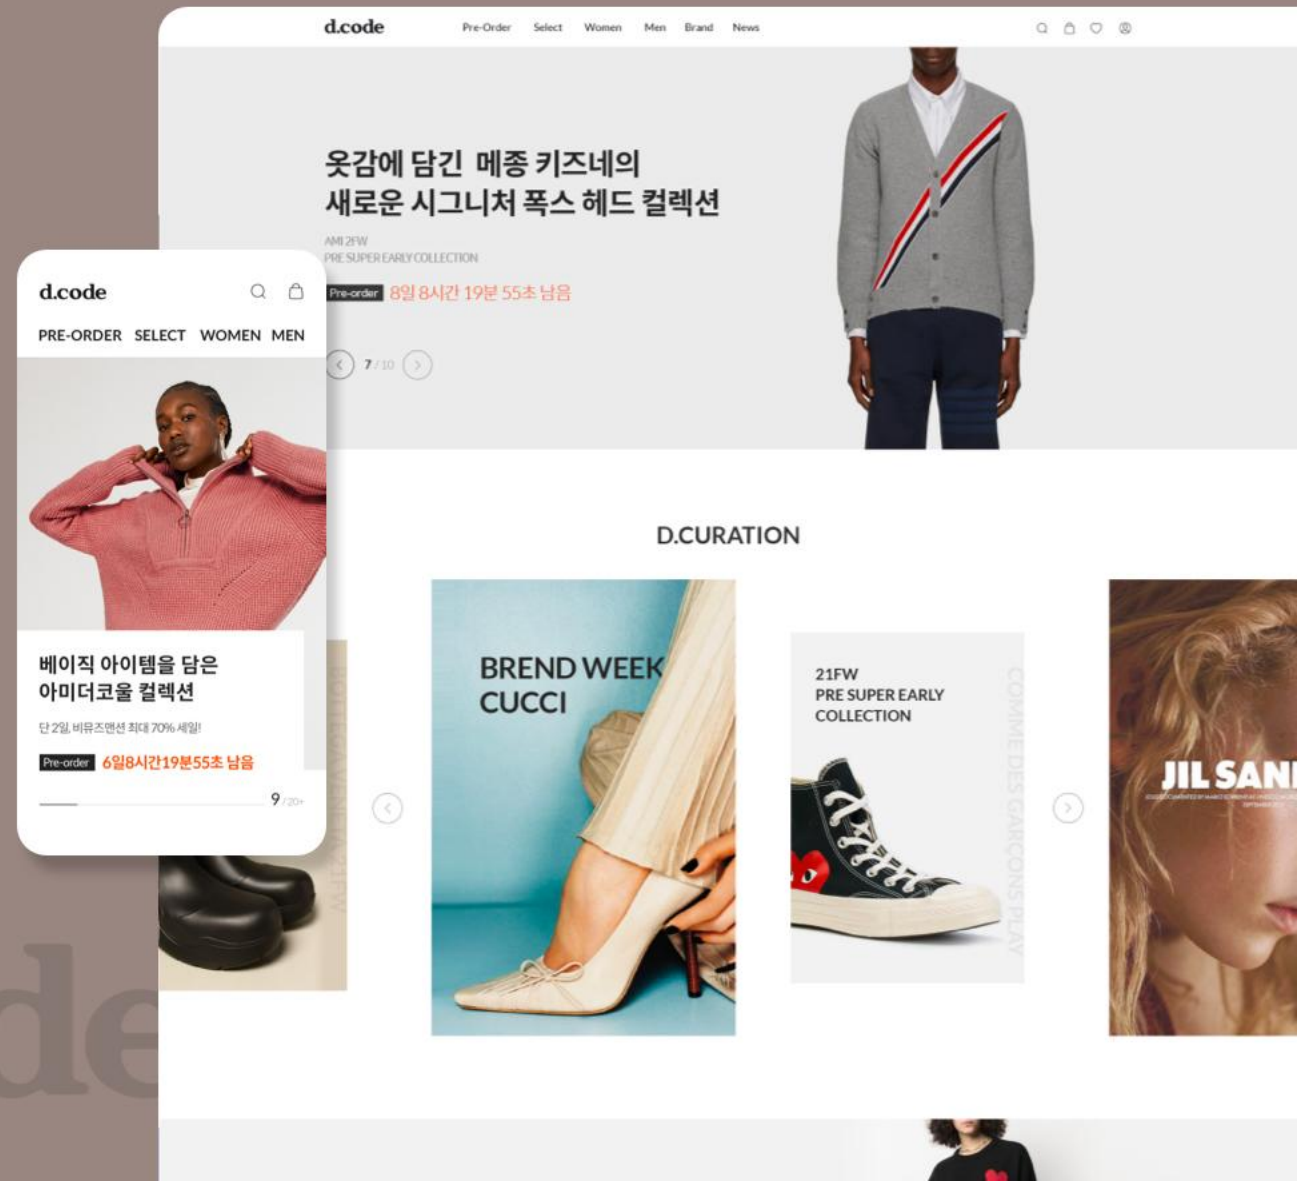 d.code
Pre-Order Select Women Men Brand News
옷감에 담긴 메종 키즈네의
새로운 시그니처 폭스 헤드 컬렉션
AMI 2FW
PRE SUPER EARLY COLLECTION
Pre-order 8일 8시간 19분 55초 남음
7 / 10
d.code
PRE-ORDER SELECT WOMEN MEN
베이직 아이템을 담은
아미더코울 컬렉션
단 2일, 비뮤즈맨션 최대 70% 세일!
Pre-order 6일8시간19분55초 남음
9 / 20+
D.CURATION
BOTTEGA VENETA 21FW
BREND WEEK
CUCCI
21FW
PRE SUPER EARLY
COLLECTION
COMME DES GARÇONS PLAY
JIL SAN
de